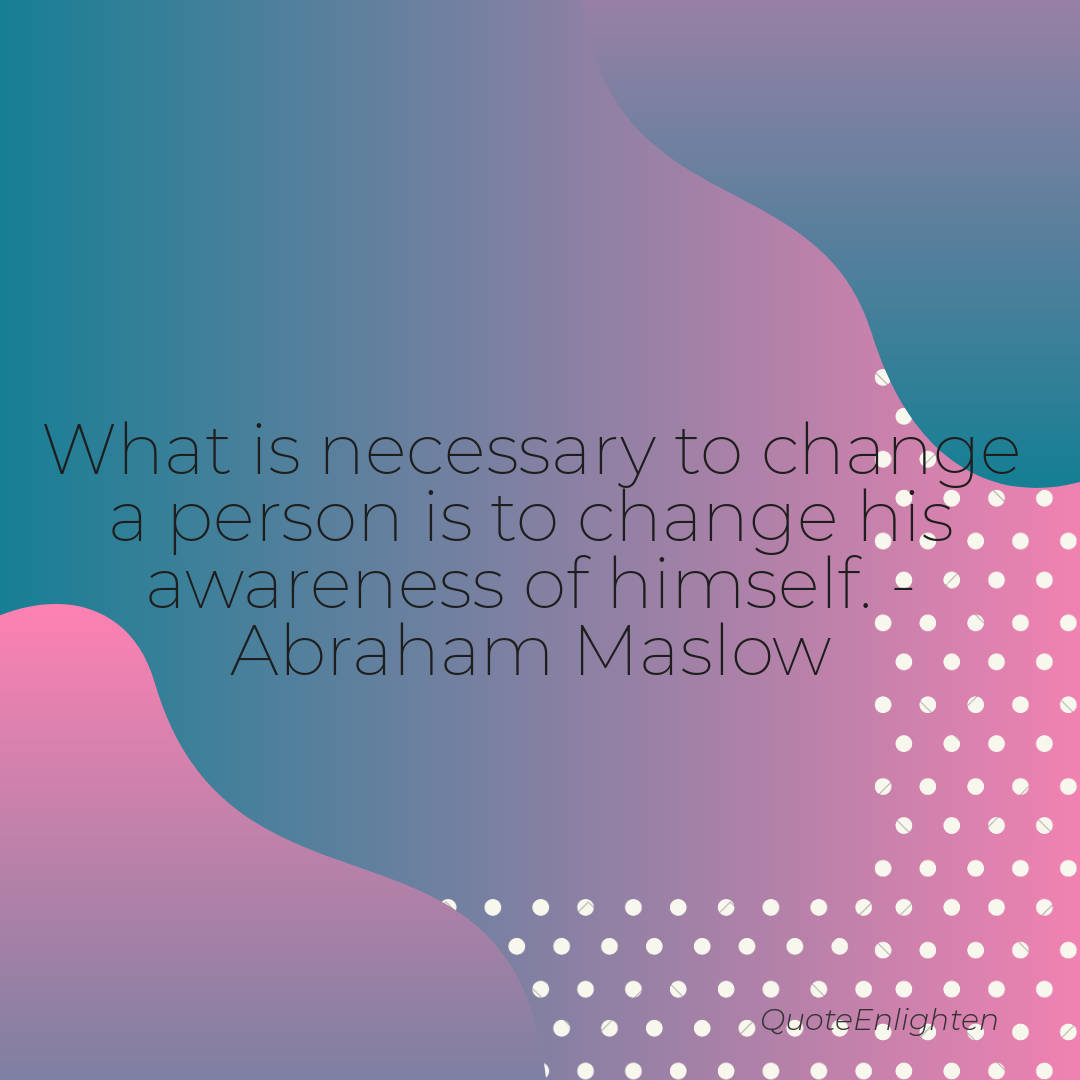 What is necessary to change
a person is to change his
awareness of himself. -
Abraham Maslow
QuoteEnlighten